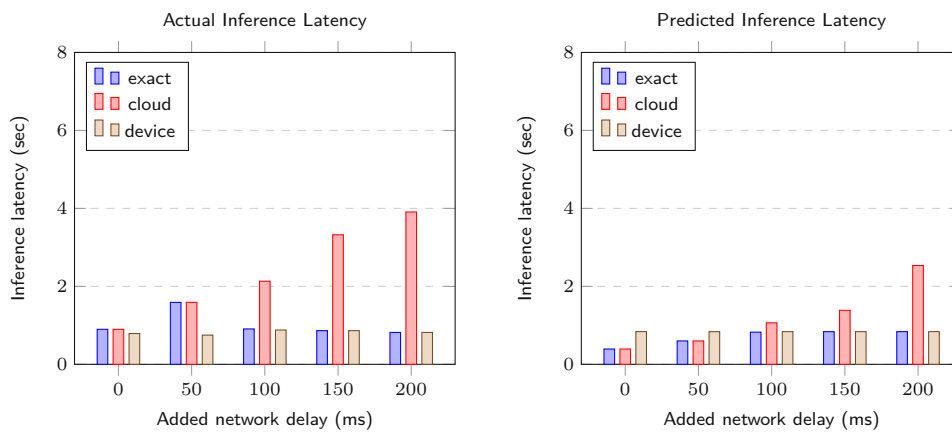 Actual Inference Latency
8
6
4
2
0
Inference latency (sec)
exact
cloud
device
0 50 100 150 200
Added network delay (ms)
Predicted Inference Latency
8
6
4
2
0
Inference latency (sec)
exact
cloud
device
0 50 100 150 200
Added network delay (ms)